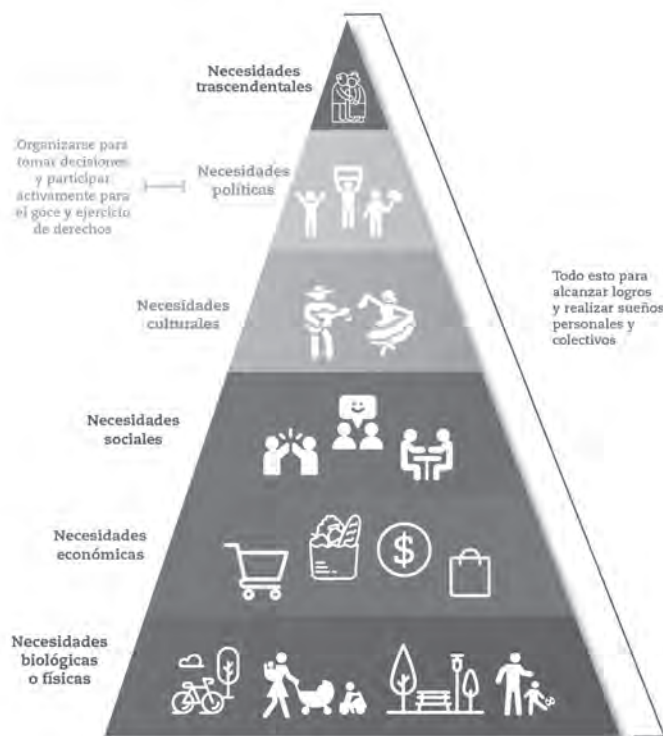 Necesidades
trascendentales
Organizarse para
tomar decisiones
y participar
activamente para
el goce y ejercicio
de derechos
Necesidades
políticas
Necesidades
culturales
Todo esto para
alcanzar logros
y realizar sueños
personales y
colectivos
Necesidades
sociales
Necesidades
económicas
$
Necesidades
biológicas
o físicas